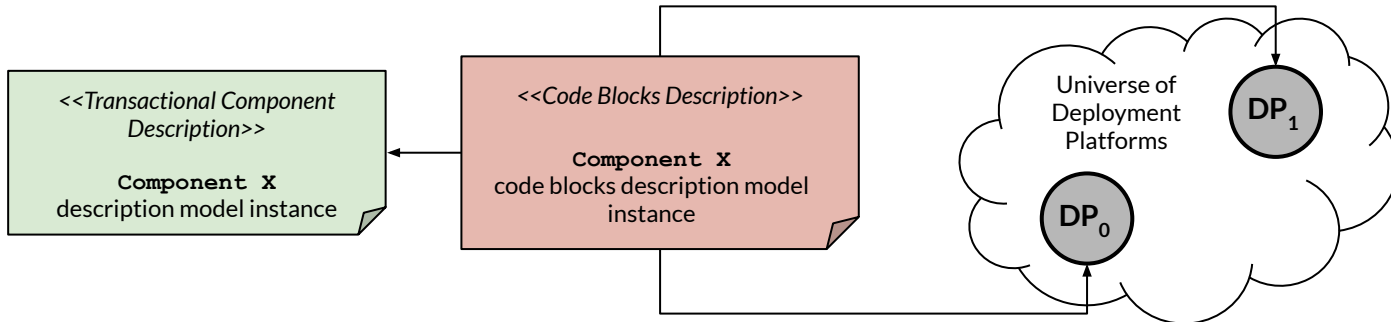 <<Transactional Component
Description>>
Component X
description model instance
<<Code Blocks Description>>
Component X
code blocks description model
instance
Universe of
Deployment
Platforms
DP1
DP0